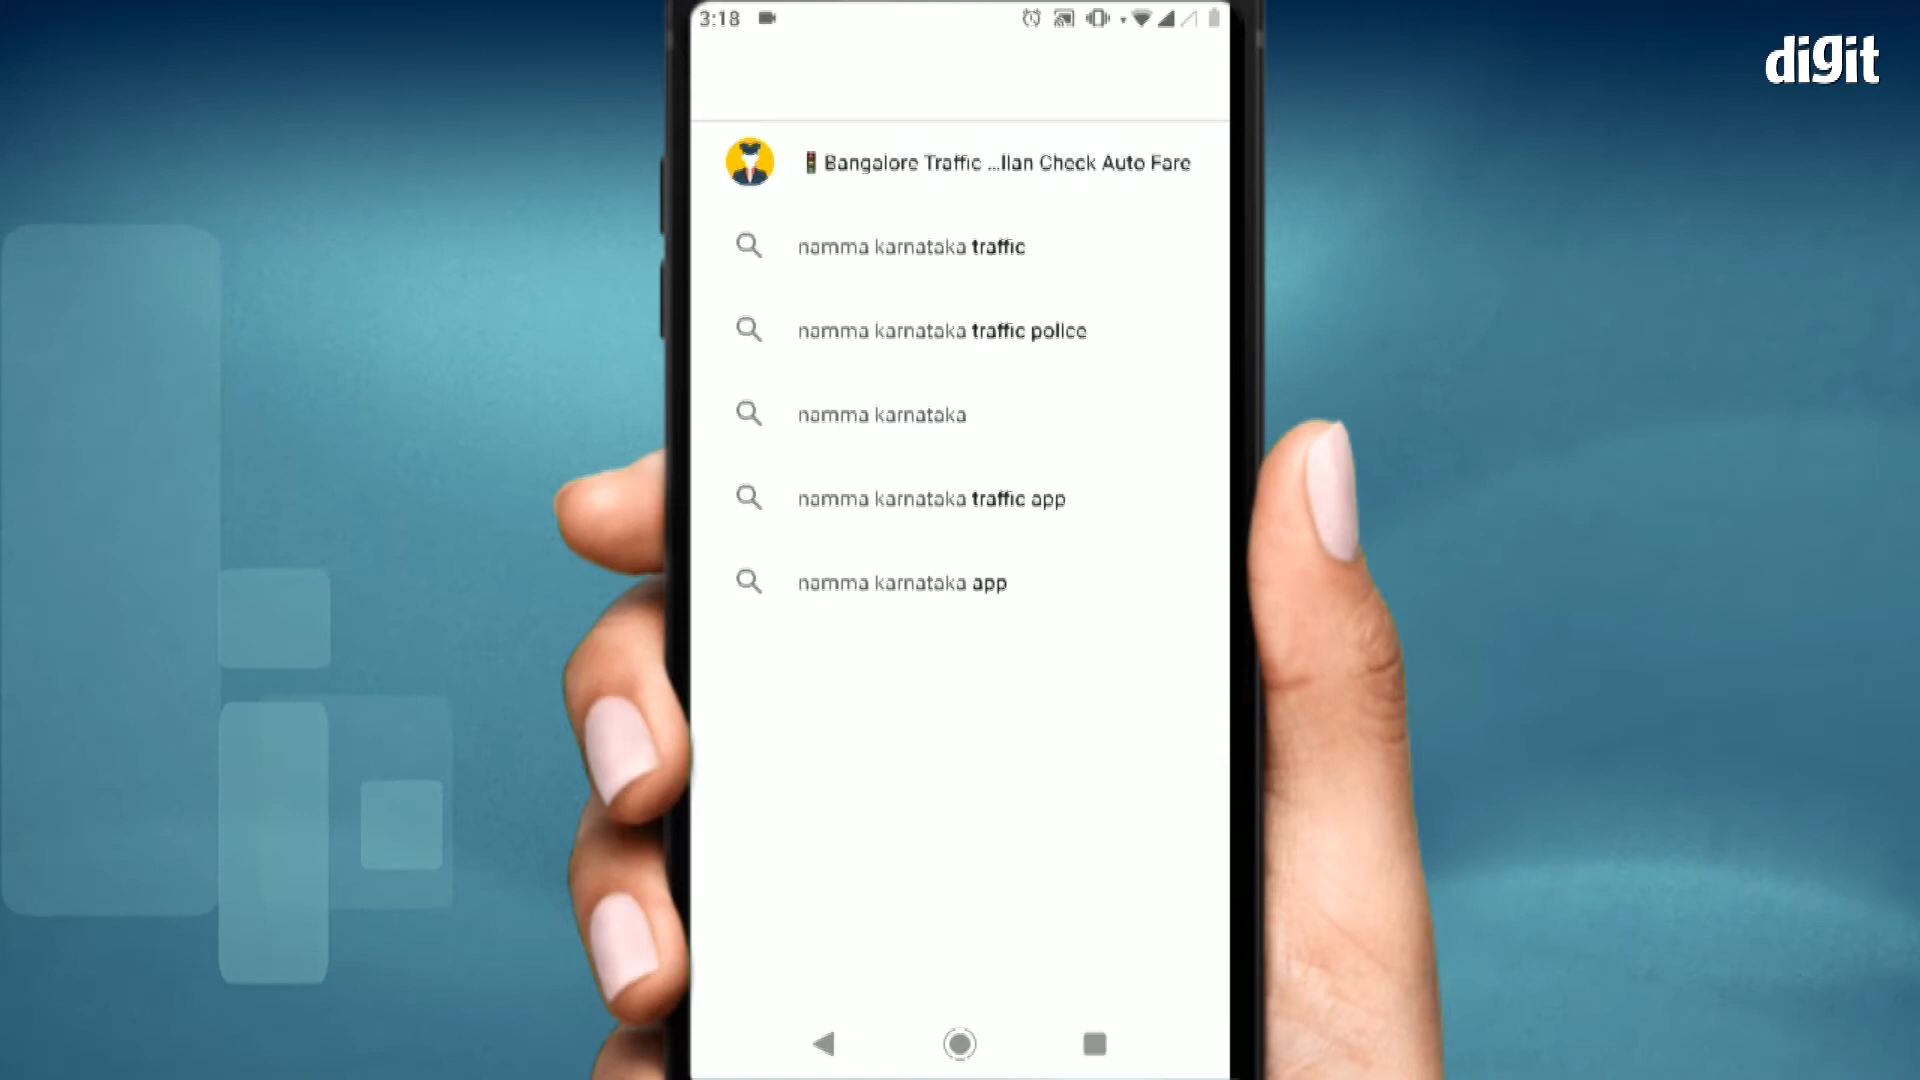 3:18
digit
🚦Bangalore Traffic ...llan Check Auto Fare
namma karnataka traffic
namma karnataka traffic police
namma karnataka
namma karnataka traffic app
namma karnataka app